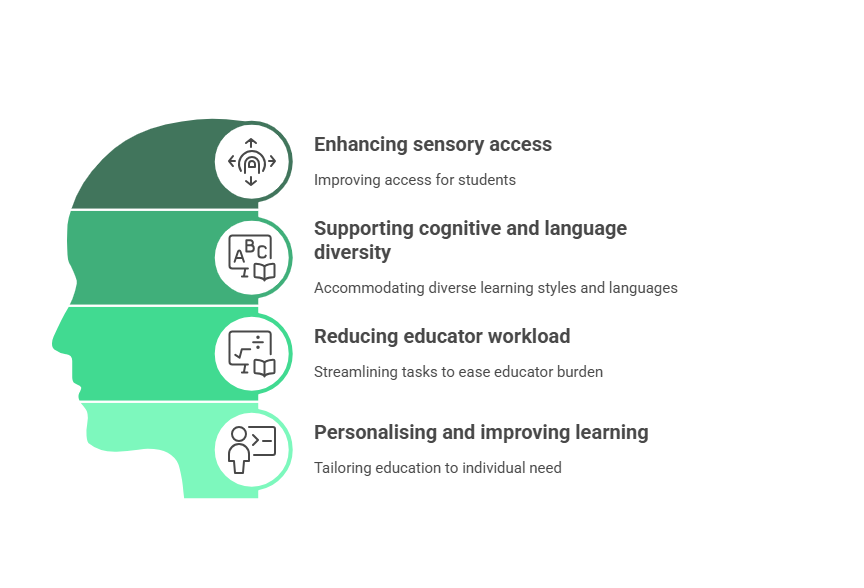 Enhancing sensory access
Improving access for students
A B C
Supporting cognitive and language
diversity
Accommodating diverse learning styles and languages
Reducing educator workload
Streamlining tasks to ease educator burden
Personalising and improving learning
Tailoring education to individual need